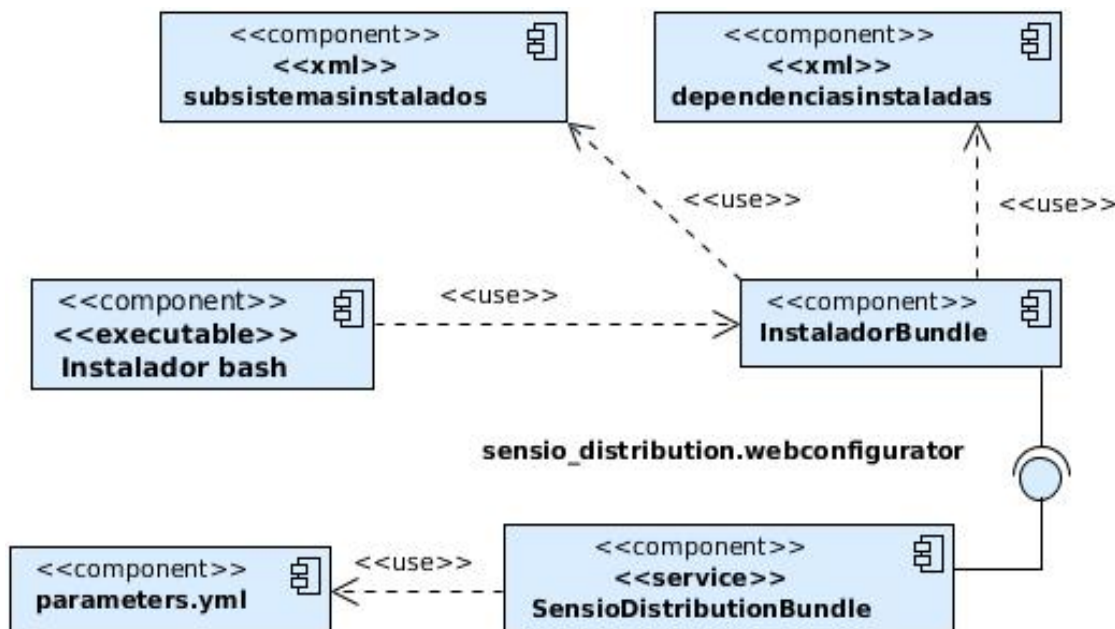 <<component>>
<<xml>>
subsistemasinstalados
<<component>>
<<xml>>
dependenciasinstaladas
<<use>>
<<use>>
<<component>>
<<executable>>
Instalador bash
<<use>>
<<component>>
InstaladorBundle
sensio_distribution.webconfigurator
<<component>>
parameters.yml
<<use>>
<<component>>
<<service>>
SensioDistributionBundle